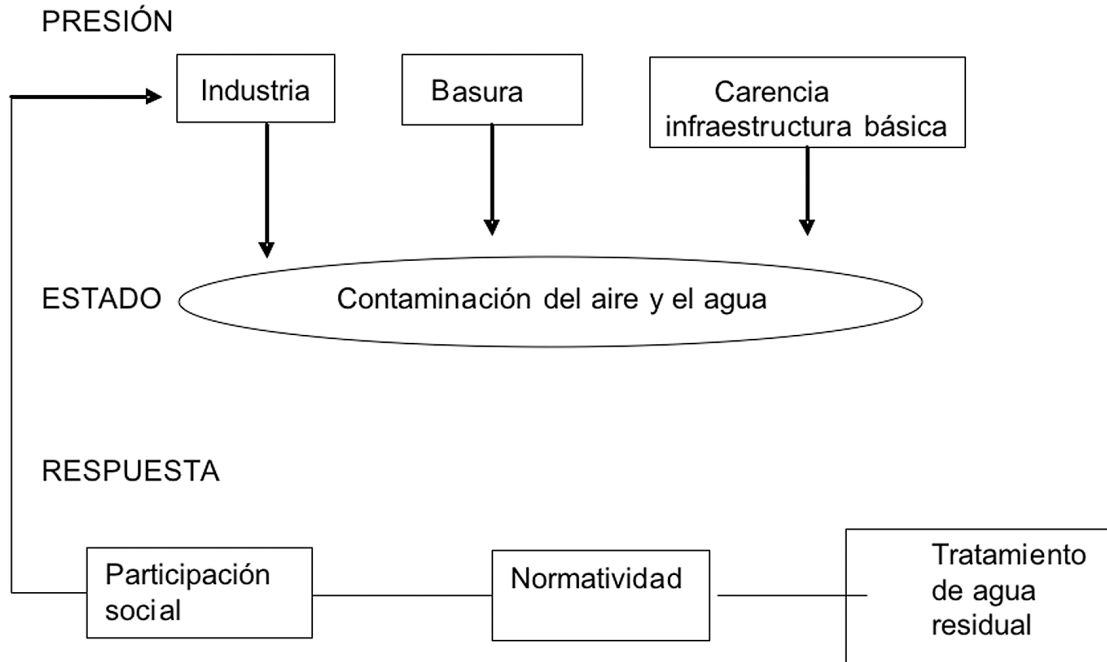 PRESIÓN
Industria
Basura
Carencia
infraestructura básica
ESTADO
Contaminación del aire y el agua
RESPUESTA
Participación
social
Normatividad
Tratamiento
de agua
residual